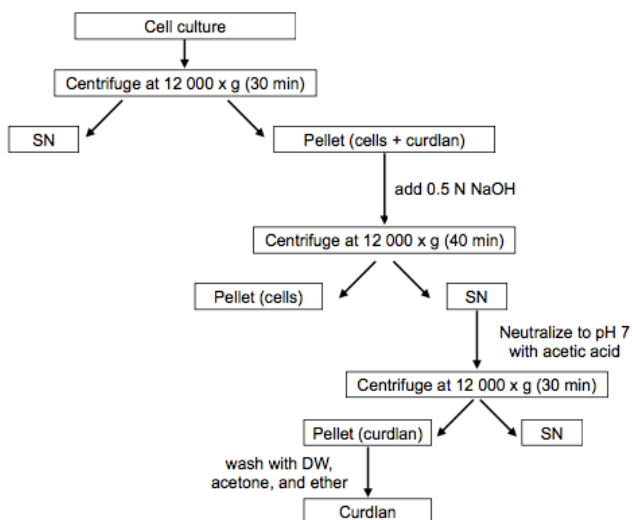 Cell culture
Centrifuge at 12 000 x g (30 min)
SN
Pellet (cells + curdlan)
add 0.5 N NaOH
Centrifuge at 12 000 x g (40 min)
Pellet (cells)
SN
Neutralize to pH 7
with acetic acid
Centrifuge at 12 000 x g (30 min)
Pellet (curdlan)
SN
wash with DW,
acetone, and ether
Curdlan